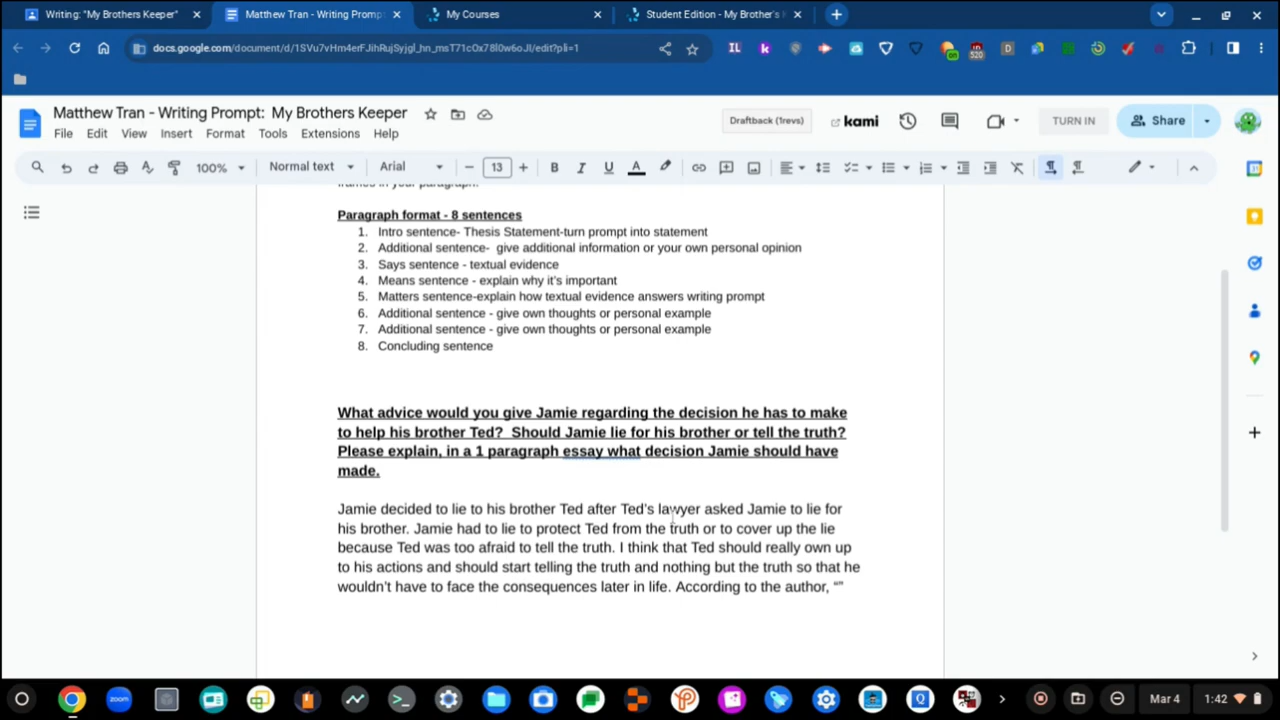 Writing: "My Brothers Keeper"
Matthew Tran - Writing Prompt:
My Courses
Student Edition - My Brother's
docs.google.com/document/d/1SVu7vHm4erFJihRujSyjgl_hn_msT71cOx78l0w6oJI/edit?pli=1
Matthew Tran - Writing Prompt:  My Brothers Keeper
File Edit View Insert Format Tools Extensions Help
Draftback (1revs)
kami
TURN IN
Share
100%
Normal text
Arial
13
frames in your paragraph.
Paragraph format - 8 sentences
1. Intro sentence- Thesis Statement-turn prompt into statement
2. Additional sentence-  give additional information or your own personal opinion
3. Says sentence - textual evidence
4. Means sentence - explain why it's important
5. Matters sentence-explain how textual evidence answers writing prompt
6. Additional sentence - give own thoughts or personal example
7. Additional sentence - give own thoughts or personal example
8. Concluding sentence
What advice would you give Jamie regarding the decision he has to make
to help his brother Ted?  Should Jamie lie for his brother or tell the truth?
Please explain, in a 1 paragraph essay what decision Jamie should have
made.
Jamie decided to lie to his brother Ted after Ted's lawyer asked Jamie to lie for
his brother. Jamie had to lie to protect Ted from the truth or to cover up the lie
because Ted was too afraid to tell the truth. I think that Ted should really own up
to his actions and should start telling the truth and nothing but the truth so that he
wouldn't have to face the consequences later in life. According to the author, “”
zoom
Mar 4
1:42